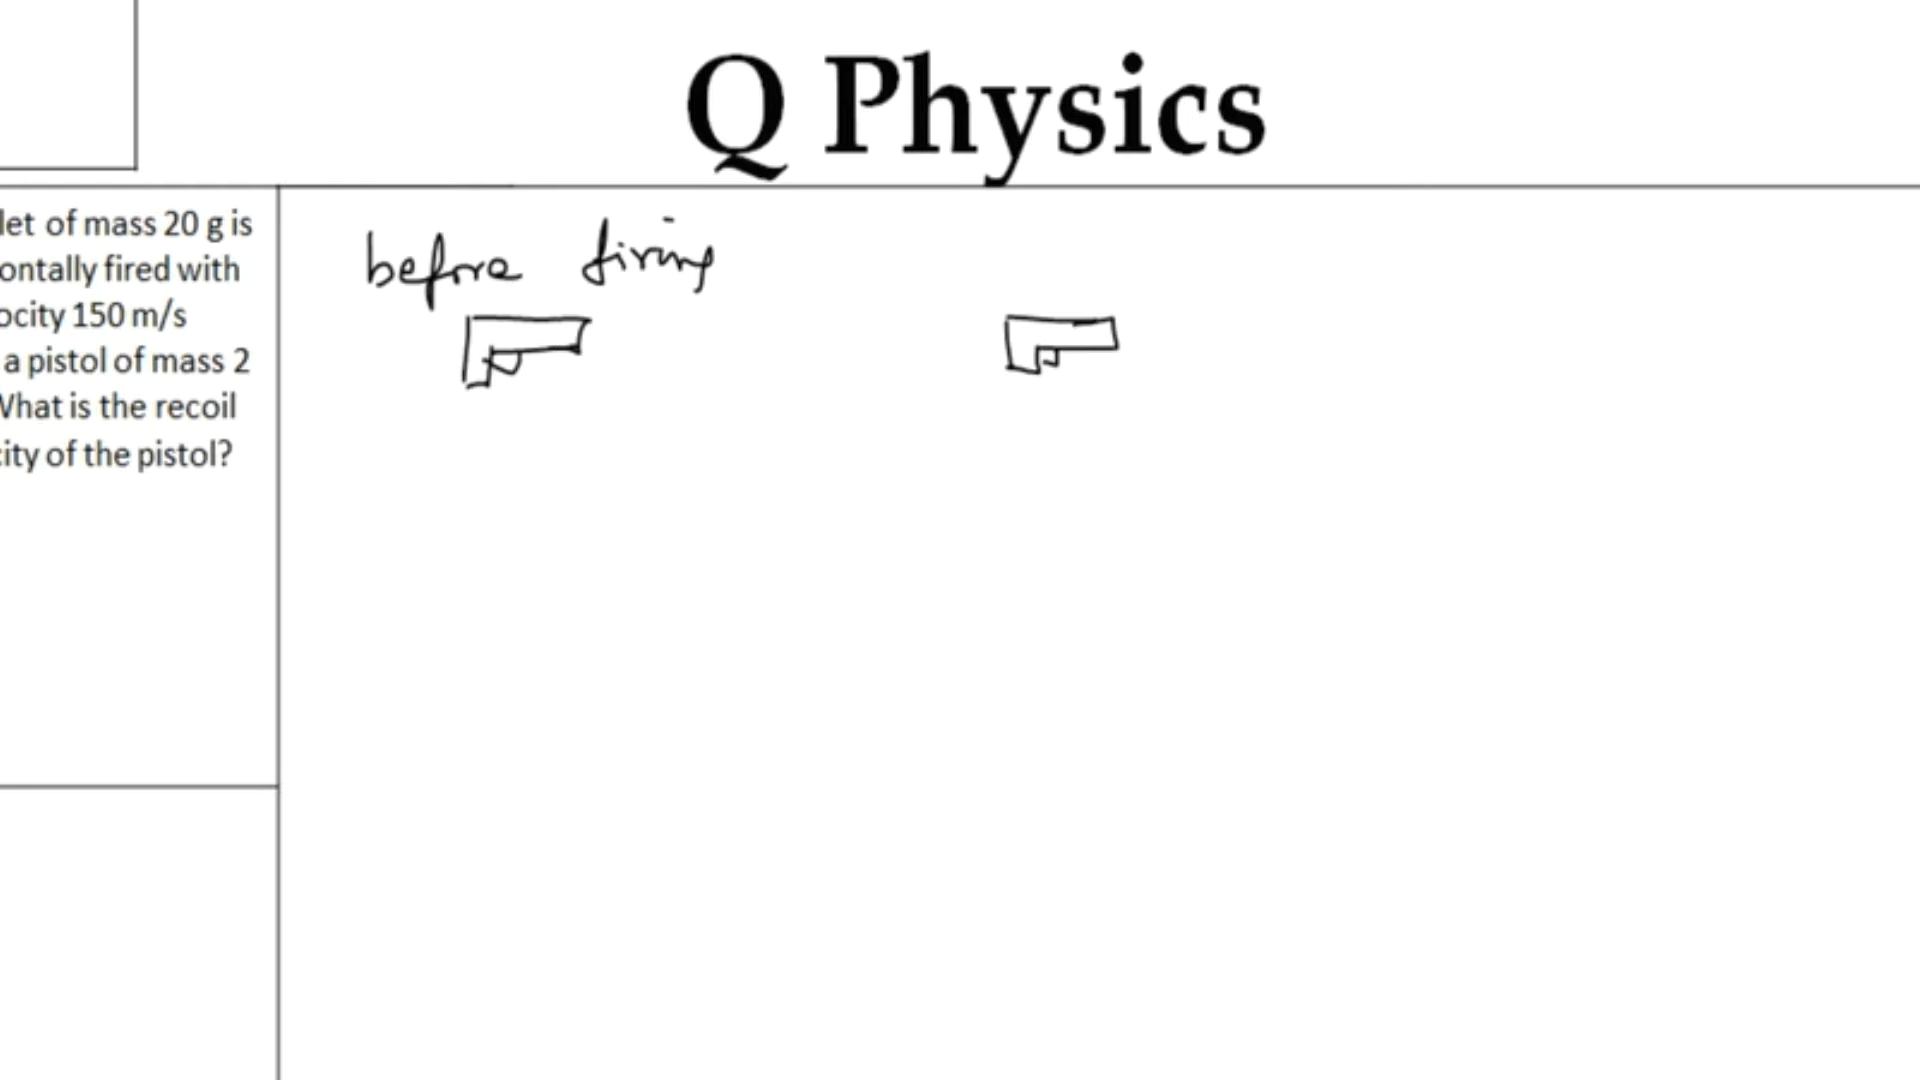 Q Physics
let of mass 20 g is
ontally fired with
ocity 150 m/s
a pistol of mass 2
What is the recoil
city of the pistol?
before firing